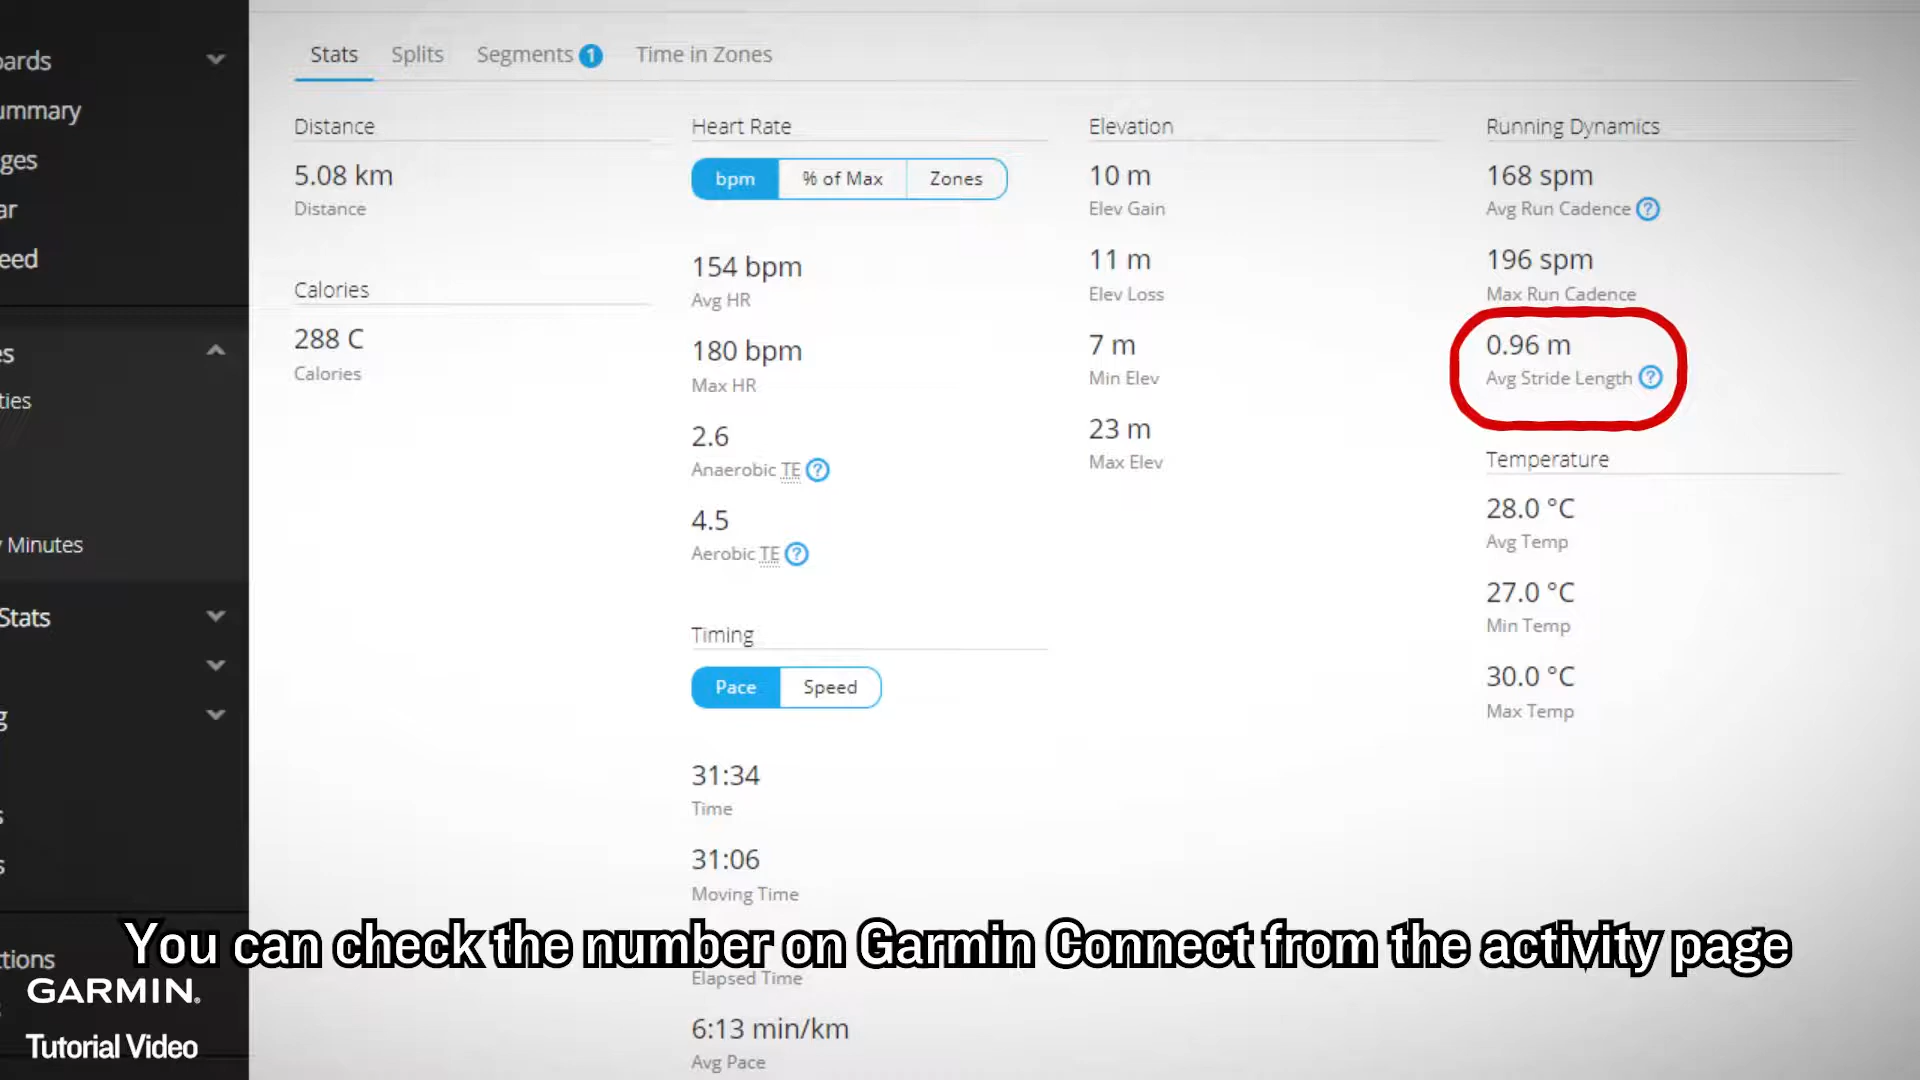 oards
ummary
ges
ar
eed
es
ties
y Minutes
Stats
g
s
s
ctions
Stats Splits Segments 1 Time in Zones
Distance
5.08 km
Distance
Calories
288 C
Calories
Heart Rate
bpm % of Max Zones
154 bpm
Avg HR
180 bpm
Max HR
2.6
Anaerobic TE ?
4.5
Aerobic TE ?
Timing
Pace Speed
31:34
Time
31:06
Moving Time
Elapsed Time
6:13 min/km
Avg Pace
Elevation
10 m
Elev Gain
11 m
Elev Loss
7 m
Min Elev
23 m
Max Elev
Running Dynamics
168 spm
Avg Run Cadence ?
196 spm
Max Run Cadence
0.96 m
Avg Stride Length ?
Temperature
28.0 °C
Avg Temp
27.0 °C
Min Temp
30.0 °C
Max Temp
You can check the number on Garmin Connect from the activity page
GARMIN.
Tutorial Video